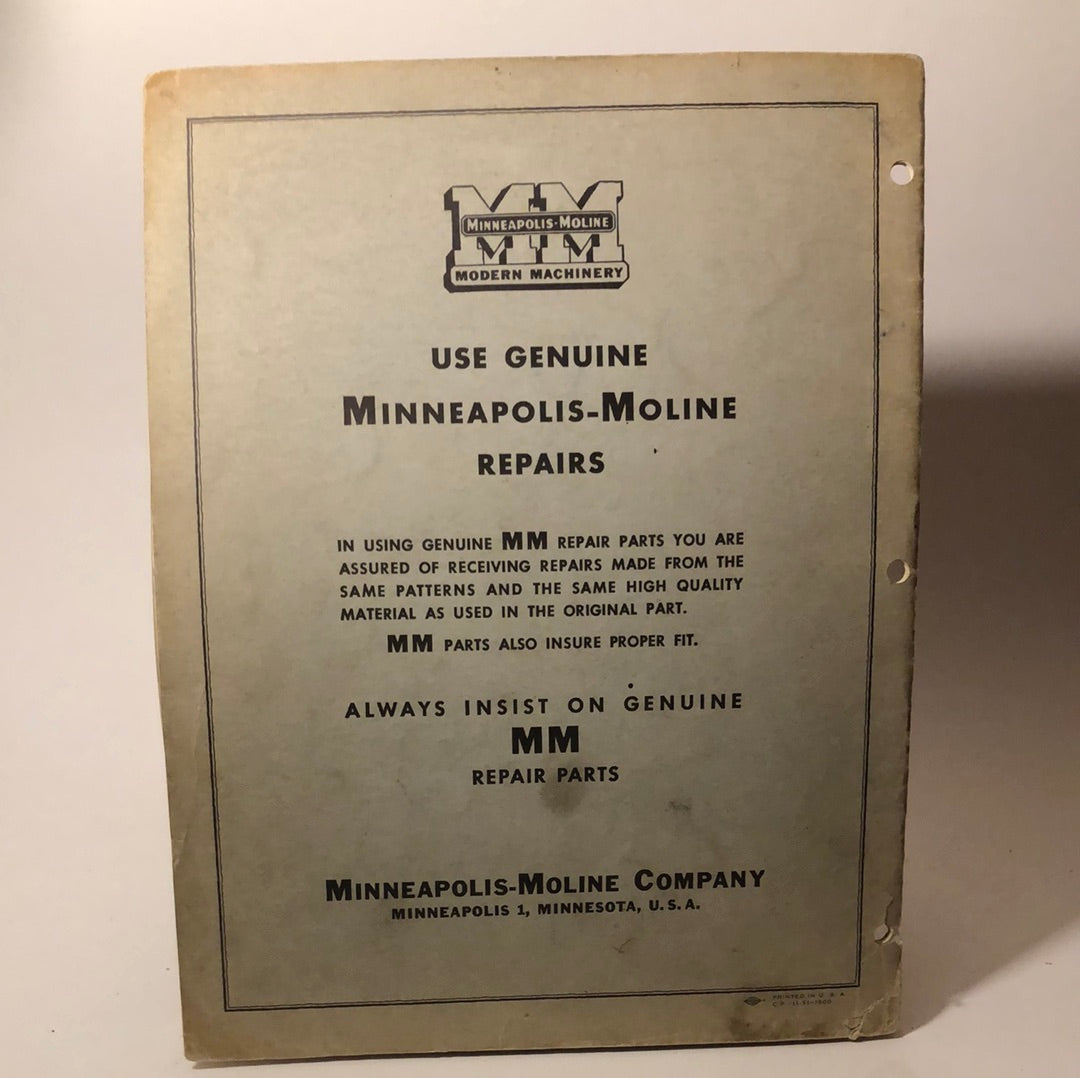 MINNEAPOLIS-MOLINE
MODERN MACHINERY
USE GENUINE
MINNEAPOLIS-MOLINE
REPAIRS
IN USING GENUINE MM REPAIR PARTS YOU ARE
ASSURED OF RECEIVING REPAIRS MADE FROM THE
SAME PATTERNS AND THE SAME HIGH QUALITY
MATERIAL AS USED IN THE ORIGINAL PART.
MM PARTS ALSO INSURE PROPER FIT.
ALWAYS INSIST ON GENUINE
MM
REPAIR PARTS
MINNEAPOLIS-MOLINE COMPANY
MINNEAPOLIS 1, MINNESOTA, U. S. A.
PRINTED IN U S A
C.P.-11-51-1500